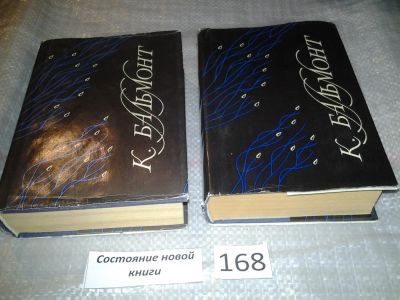 К. БАЛЬМОНТ
К. БАЛЬМОНТ
Состояние новой
книги
168